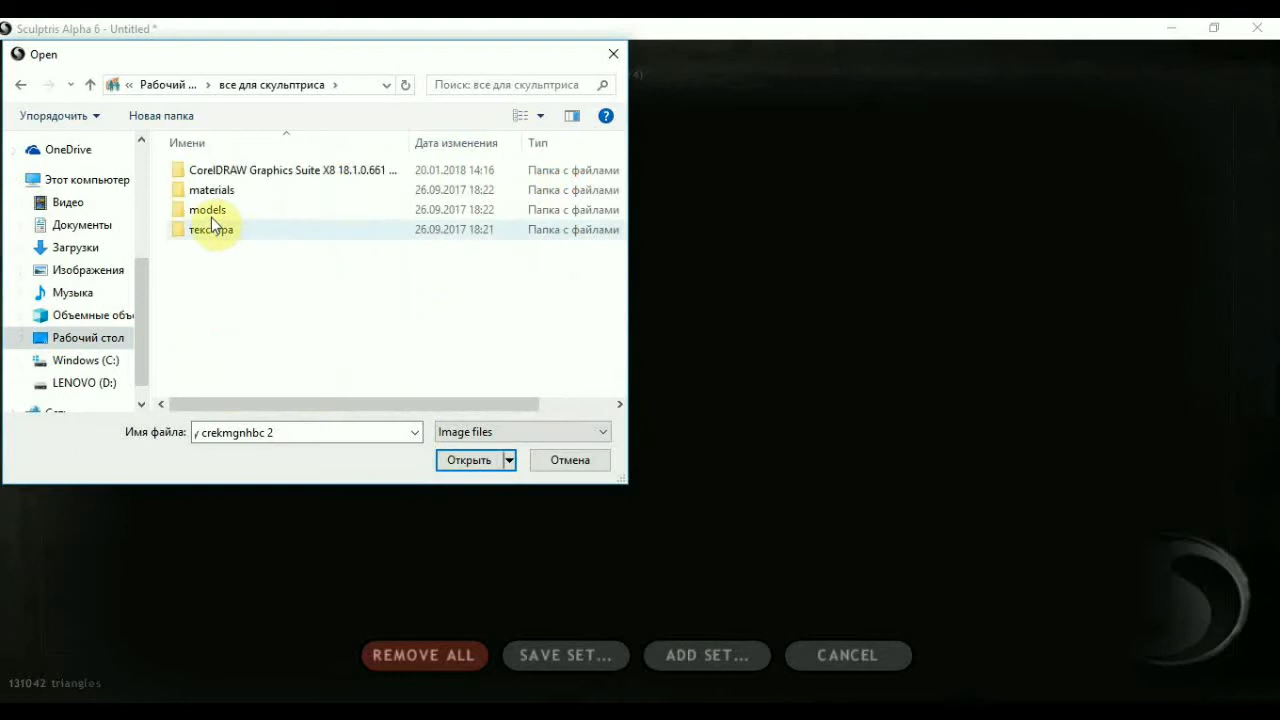 Sculptris Alpha 6 - Untitled *
Open
« Рабочий ... › все для скульптриса ›
Поиск: все для скульптриса
Упорядочить
Новая папка
Имени
Дата изменения
Тип
CorelDRAW Graphics Suite X8 18.1.0.661 ...
20.01.2018 14:16
Папка с файлами
materials
26.09.2017 18:22
Папка с файлами
models
26.09.2017 18:22
Папка с файлами
текстура
26.09.2017 18:21
Папка с файлами
OneDrive
Этот компьютер
Видео
Документы
Загрузки
Изображения
Музыка
Объемные объ
Рабочий стол
Windows (C:)
LENOVO (D:)
Сеть
Имя файла:
crekmgnhbc 2
Image files
Открыть
Отмена
REMOVE ALL
SAVE SET...
ADD SET...
CANCEL
131042 triangles